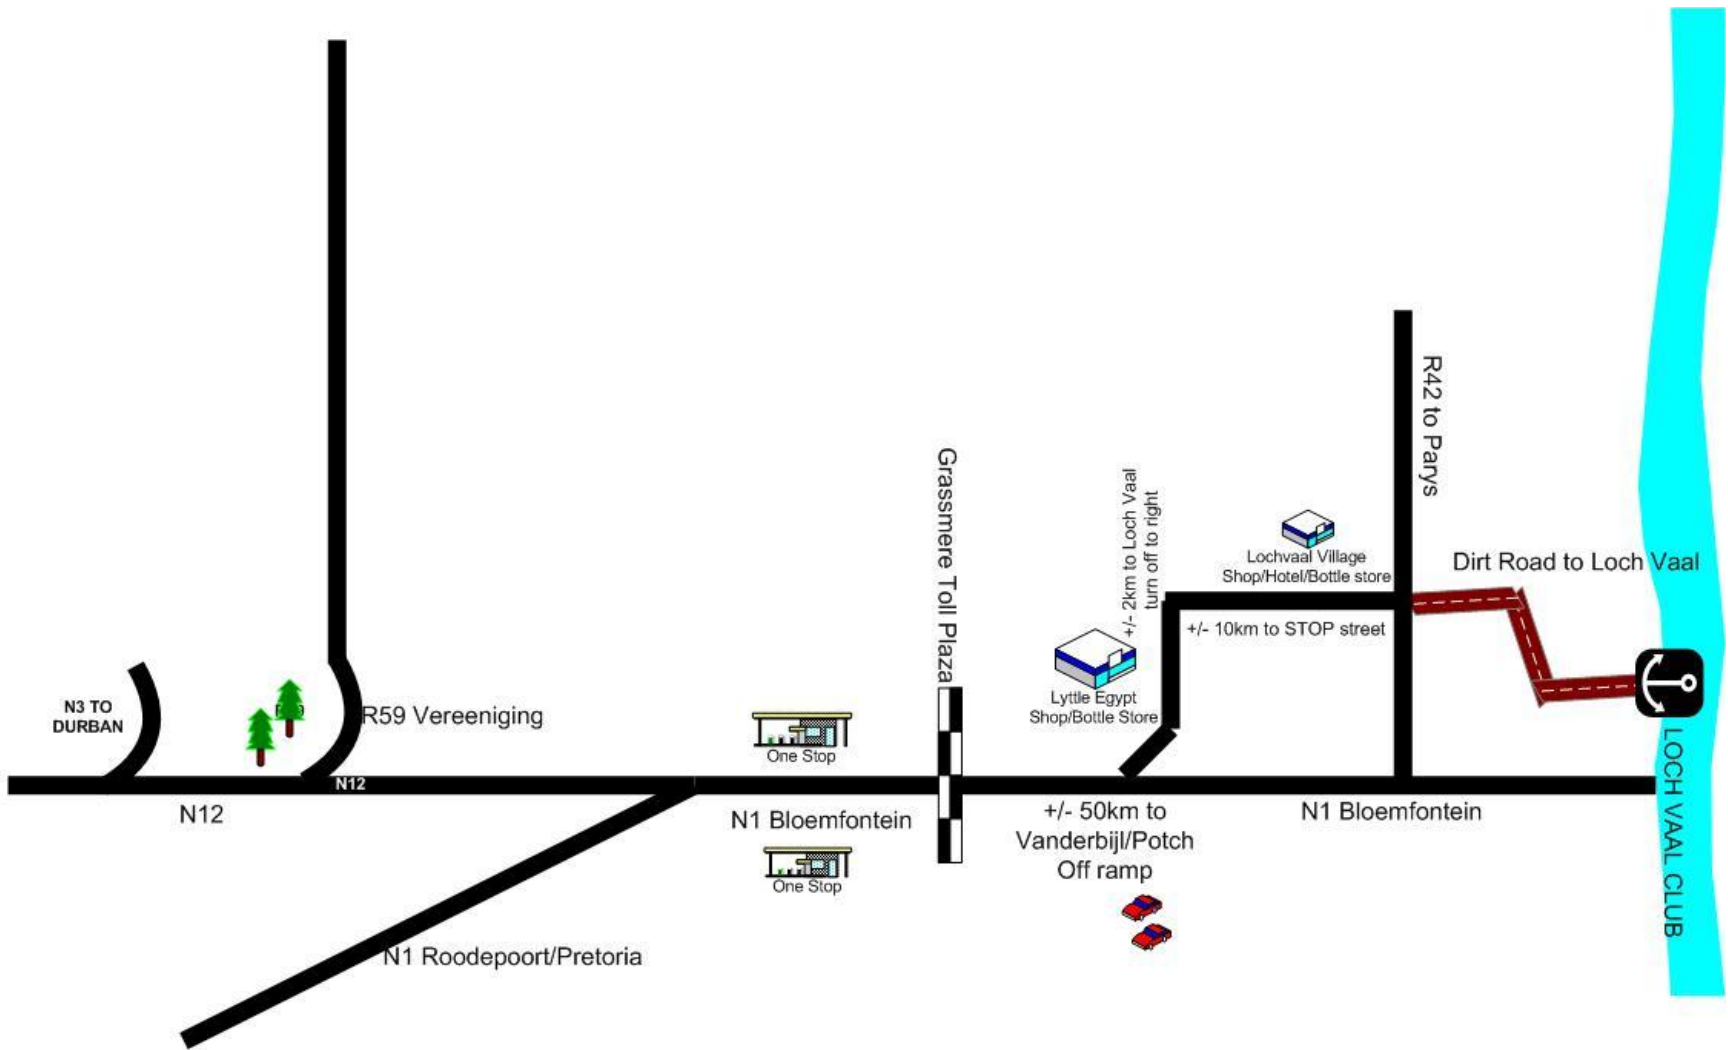 N3 TO
DURBAN
N12
N12
R59 Vereeniging
N1 Roodepoort/Pretoria
One Stop
N1 Bloemfontein
One Stop
Grassmere Toll Plaza
+/- 50km to
Vanderbijl/Potch
Off ramp
Lyttle Egypt
Shop/Bottle Store
+/- 2km to Loch Vaal
turn off to right
Lochvaal Village
Shop/Hotel/Bottle store
+/- 10km to STOP street
R42 to Parys
N1 Bloemfontein
Dirt Road to Loch Vaal
LOCH VAAL CLUB